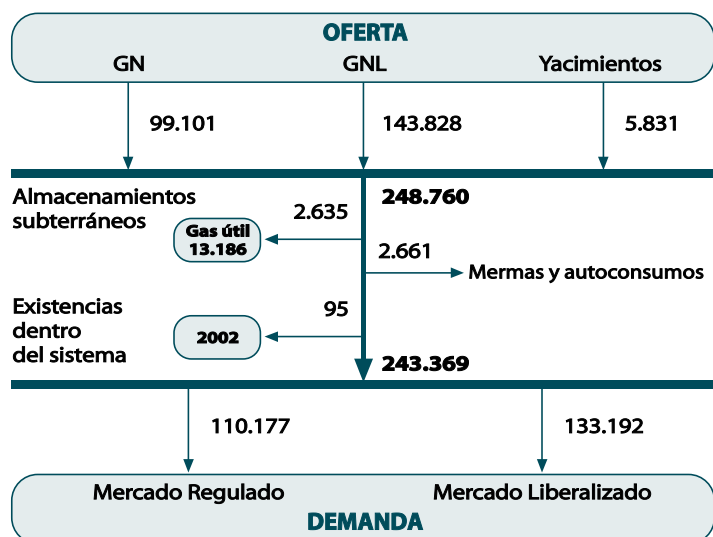 OFERTA
GN GNL Yacimientos
99.101 143.828 5.831
Almacenamientos
subterráneos
248.760
2.635
Gas útil
13.186
2.661
Mermas y autoconsumos
Existencias
dentro
del sistema
95
2002
243.369
110.177 133.192
Mercado Regulado Mercado Liberalizado
DEMANDA